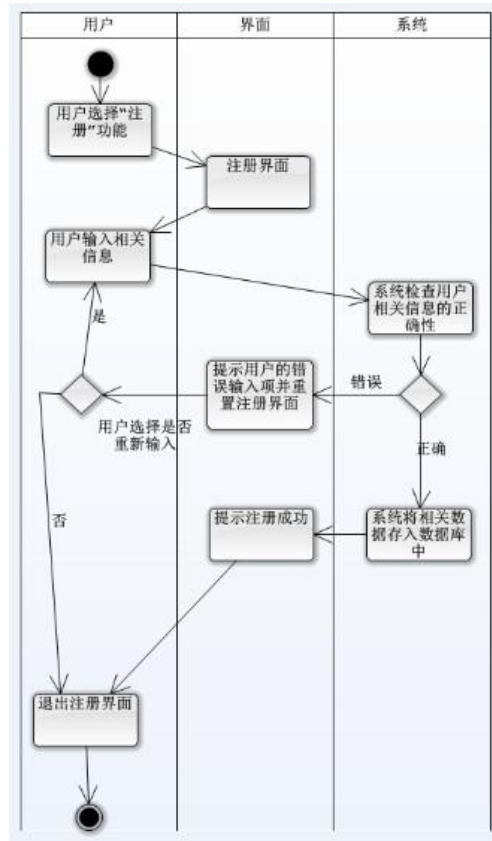 用户
界面
系统
用户选择“注
册”功能
注册界面
用户输入相关
信息
系统检查用户
相关信息的正
确性
是
提示用户的错
误输入项并重
置注册界面
错误
用户选择是否
重新输入
正确
否
提示注册成功
系统将相关数
据存入数据库
中
退出注册界面